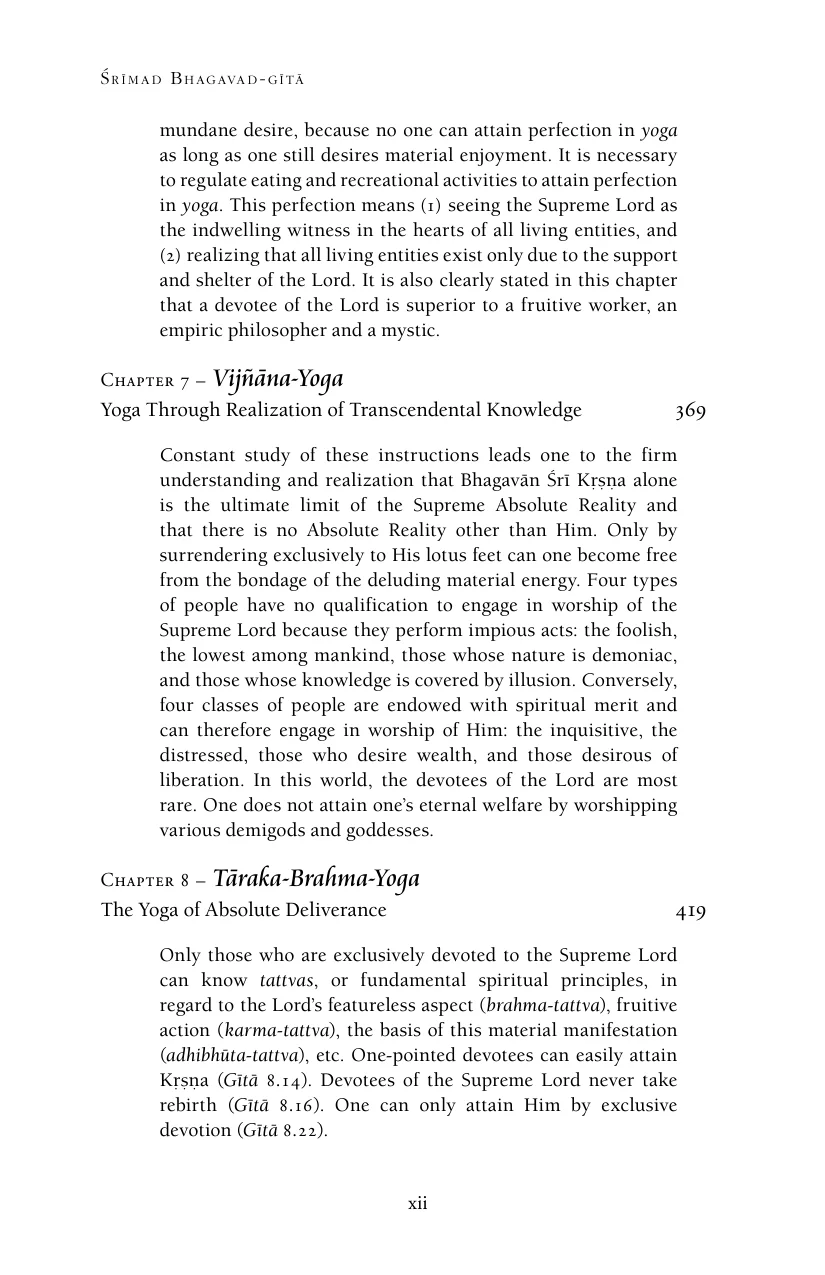 Śrīmad Bhagavad-gītā
mundane desire, because no one can attain perfection in yoga
as long as one still desires material enjoyment. It is necessary
to regulate eating and recreational activities to attain perfection
in yoga. This perfection means (1) seeing the Supreme Lord as
the indwelling witness in the hearts of all living entities, and
(2) realizing that all living entities exist only due to the support
and shelter of the Lord. It is also clearly stated in this chapter
that a devotee of the Lord is superior to a fruitive worker, an
empiric philosopher and a mystic.
Chapter 7 – Vijñāna-Yoga
Yoga Through Realization of Transcendental Knowledge 369
Constant study of these instructions leads one to the firm
understanding and realization that Bhagavān Śrī Kṛṣṇa alone
is the ultimate limit of the Supreme Absolute Reality and
that there is no Absolute Reality other than Him. Only by
surrendering exclusively to His lotus feet can one become free
from the bondage of the deluding material energy. Four types
of people have no qualification to engage in worship of the
Supreme Lord because they perform impious acts: the foolish,
the lowest among mankind, those whose nature is demoniac,
and those whose knowledge is covered by illusion. Conversely,
four classes of people are endowed with spiritual merit and
can therefore engage in worship of Him: the inquisitive, the
distressed, those who desire wealth, and those desirous of
liberation. In this world, the devotees of the Lord are most
rare. One does not attain one’s eternal welfare by worshipping
various demigods and goddesses.
Chapter 8 – Tāraka-Brahma-Yoga
The Yoga of Absolute Deliverance 419
Only those who are exclusively devoted to the Supreme Lord
can know tattvas, or fundamental spiritual principles, in
regard to the Lord’s featureless aspect (brahma-tattva), fruitive
action (karma-tattva), the basis of this material manifestation
(adhibhūta-tattva), etc. One-pointed devotees can easily attain
Kṛṣṇa (Gītā 8.14). Devotees of the Supreme Lord never take
rebirth (Gītā 8.16). One can only attain Him by exclusive
devotion (Gītā 8.22).
xii